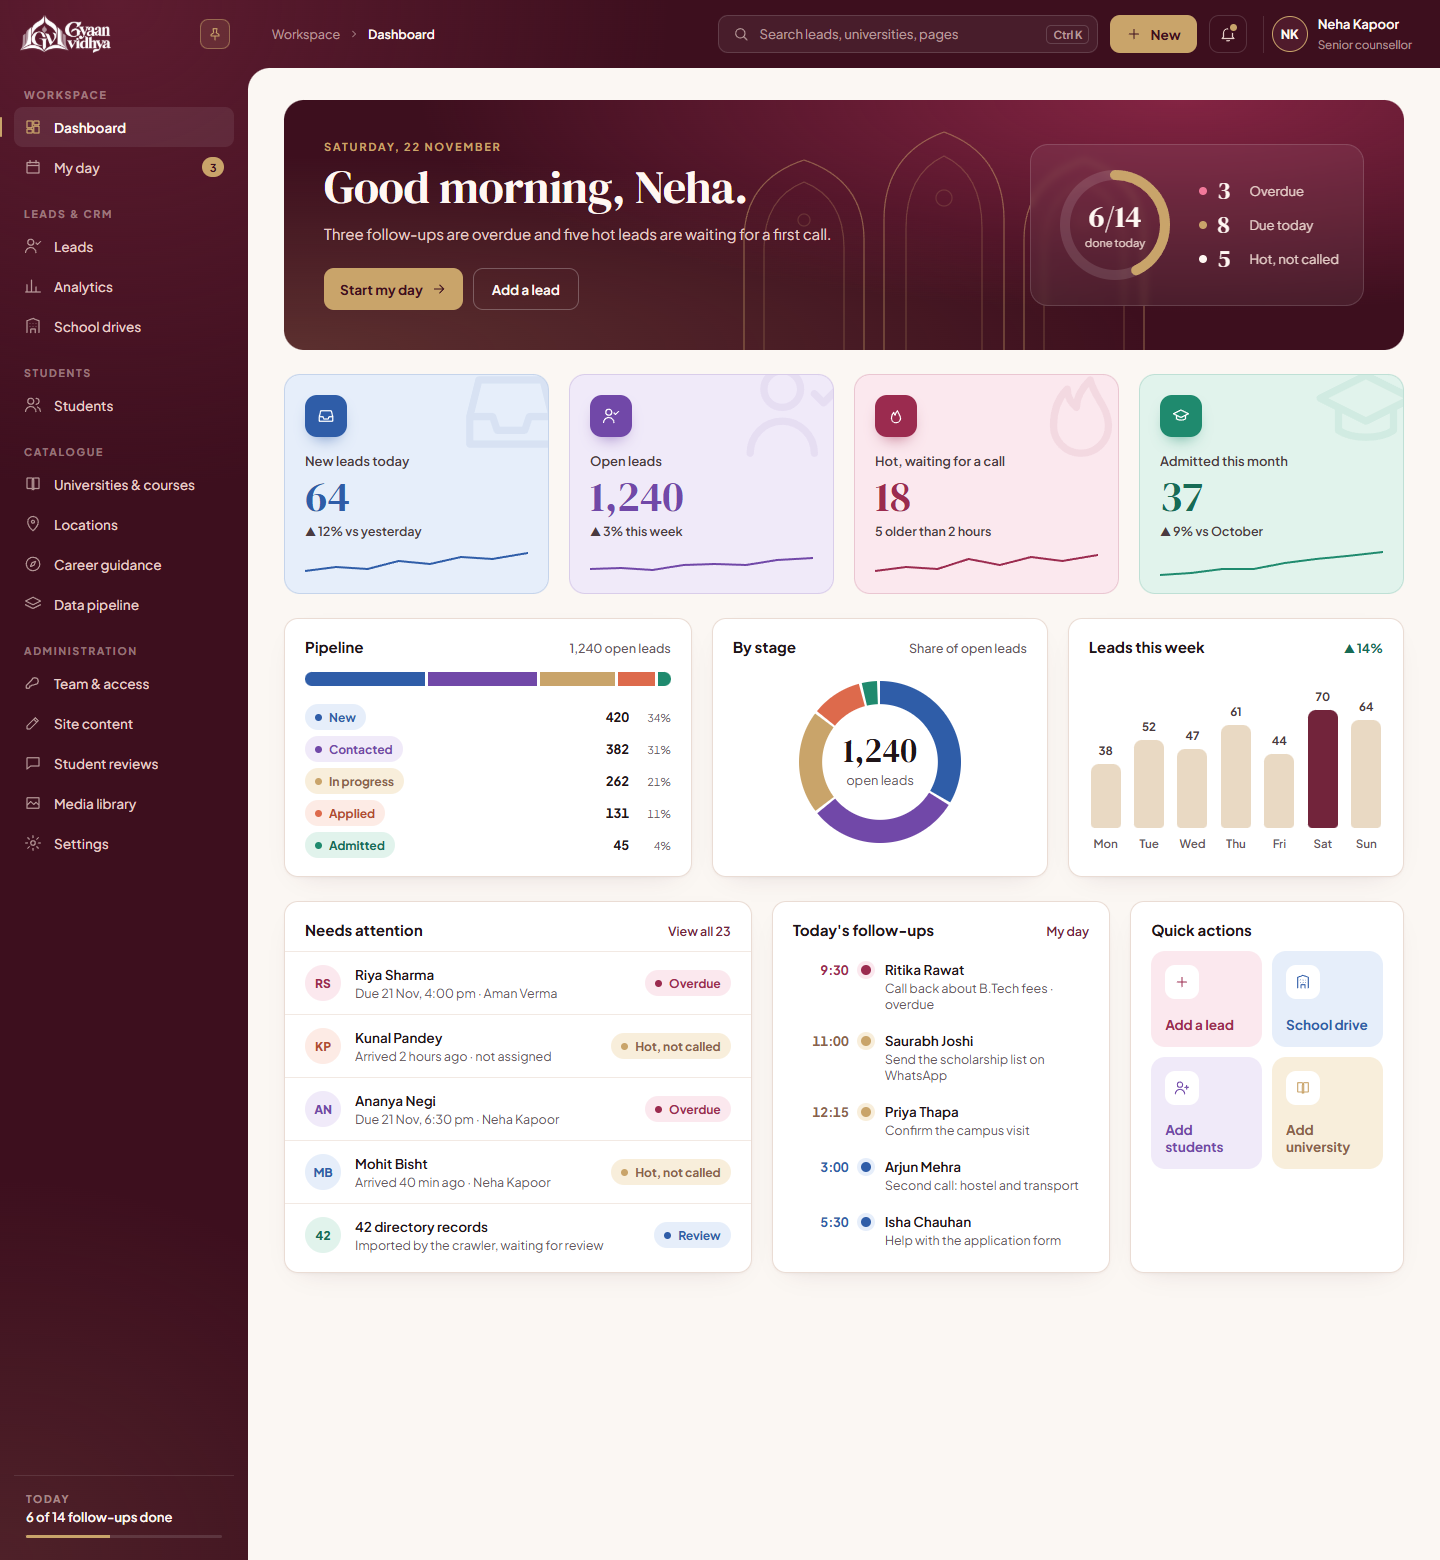 Gyaan
vidhya
Workspace > Dashboard
Search leads, universities, pages
Ctrl K
+ New
NK
Neha Kapoor
Senior counsellor
WORKSPACE
Dashboard
My day
3
LEADS & CRM
Leads
Analytics
School drives
STUDENTS
Students
CATALOGUE
Universities & courses
Locations
Career guidance
Data pipeline
ADMINISTRATION
Team & access
Site content
Student reviews
Media library
Settings
TODAY
6 of 14 follow-ups done
SATURDAY, 22 NOVEMBER
Good morning, Neha.
Three follow-ups are overdue and five hot leads are waiting for a first call.
Start my day →
Add a lead
6/14
done today
3 Overdue
8 Due today
5 Hot, not called
New leads today
64
▲ 12% vs yesterday
Open leads
1,240
▲ 3% this week
Hot, waiting for a call
18
5 older than 2 hours
Admitted this month
37
▲ 9% vs October
Pipeline
1,240 open leads
New 420 34%
Contacted 382 31%
In progress 262 21%
Applied 131 11%
Admitted 45 4%
By stage
Share of open leads
1,240
open leads
Leads this week
▲ 14%
38 52 47 61 44 70 64
Mon Tue Wed Thu Fri Sat Sun
Needs attention
View all 23
RS
Riya Sharma
Due 21 Nov, 4:00 pm · Aman Verma
Overdue
KP
Kunal Pandey
Arrived 2 hours ago · not assigned
Hot, not called
AN
Ananya Negi
Due 21 Nov, 6:30 pm · Neha Kapoor
Overdue
MB
Mohit Bisht
Arrived 40 min ago · Neha Kapoor
Hot, not called
42
42 directory records
Imported by the crawler, waiting for review
Review
Today's follow-ups
My day
9:30
Ritika Rawat
Call back about B.Tech fees ·
overdue
11:00
Saurabh Joshi
Send the scholarship list on
WhatsApp
12:15
Priya Thapa
Confirm the campus visit
3:00
Arjun Mehra
Second call: hostel and transport
5:30
Isha Chauhan
Help with the application form
Quick actions
Add a lead
School drive
Add
students
Add
university